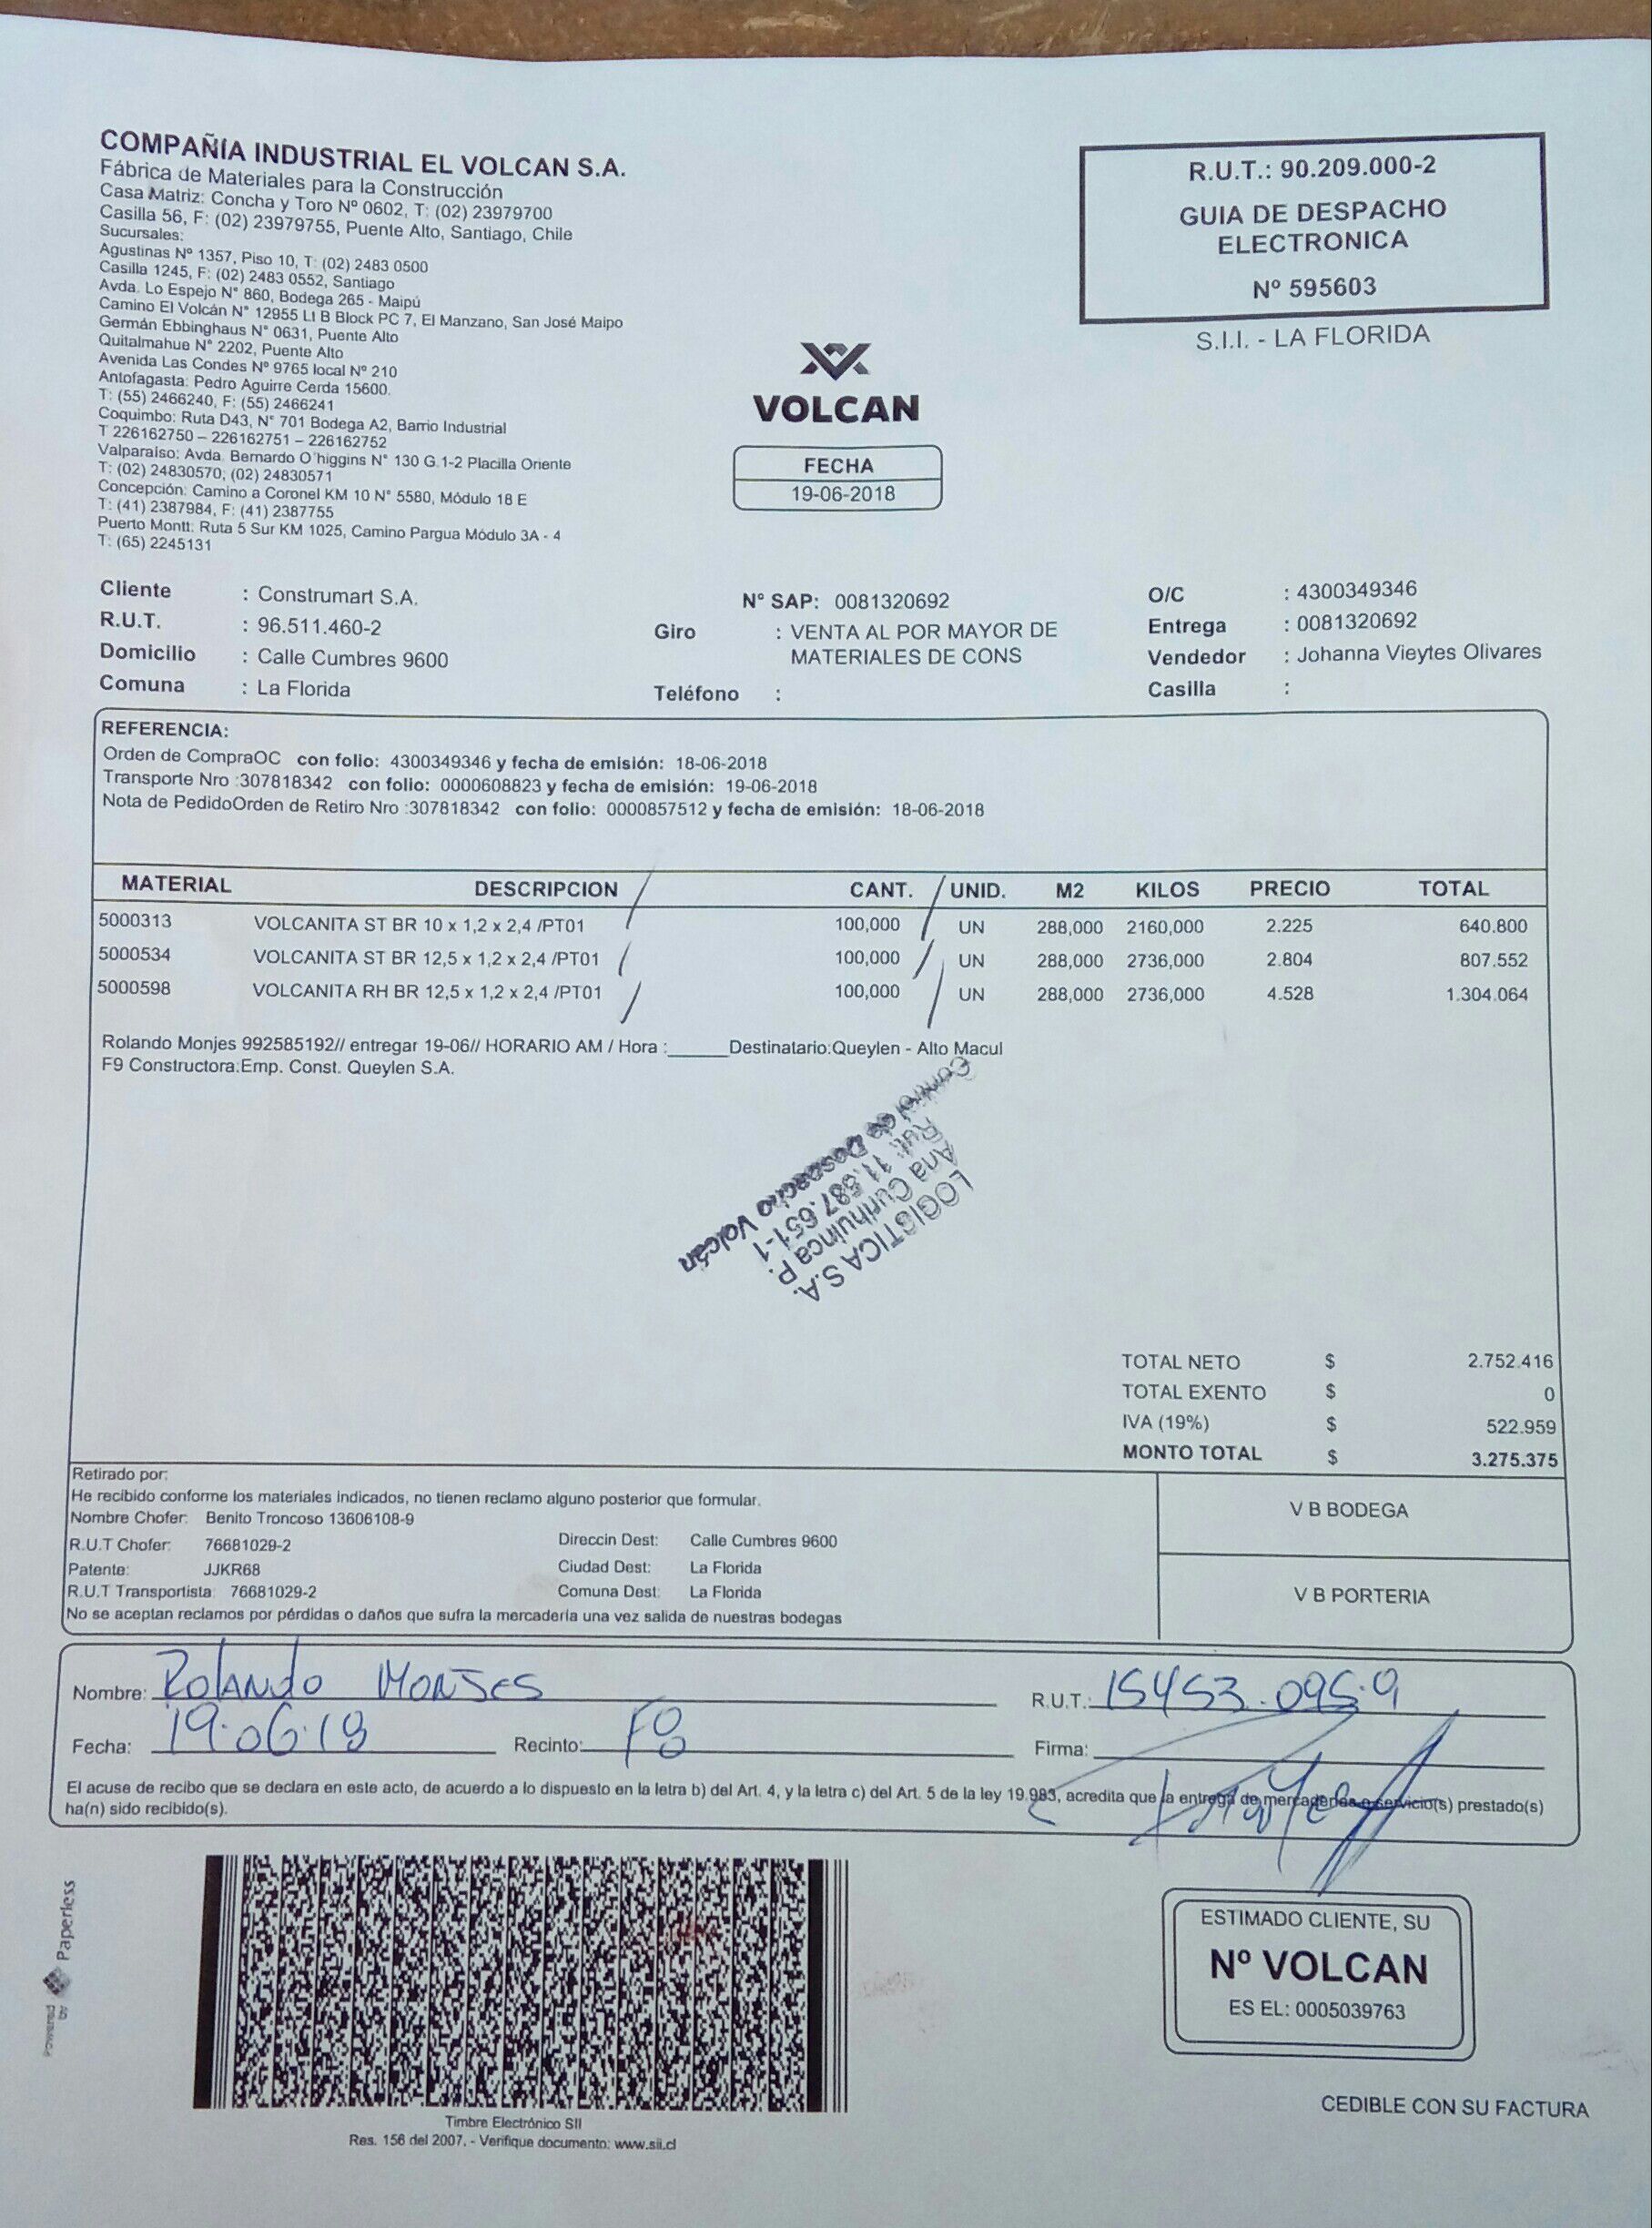 COMPAÑÍA INDUSTRIAL EL VOLCAN S.A.
Fábrica de Materiales para la Construcción
Casa Matriz: Concha y Toro Nº 0602, T: (02) 23979700
Casilla 56, F: (02) 23979755, Puente Alto, Santiago, Chile
Sucursales:
Agustinas Nº 1357, Piso 10, T: (02) 2483 0500
Casilla 1245, F: (02) 2483 0552, Santiago
Avda. Lo Espejo N° 860, Bodega 265 - Maipú
Camino El Volcán N° 12955 Lt B Block PC 7, El Manzano, San José Maipo
Germán Ebbinghaus N° 0631, Puente Alto
Quitalmahue N° 2202, Puente Alto
Avenida Las Condes Nº 9765 local Nº 210
Antofagasta: Pedro Aguirre Cerda 15600.
T: (55) 2466240, F: (55) 2466241
Coquimbo: Ruta D43, N° 701 Bodega A2, Barrio Industrial
T 226162750 – 226162751 – 226162752
Valparaíso: Avda. Bernardo O´higgins N° 130 G.1-2 Placilla Oriente
T: (02) 24830570; (02) 24830571
Concepción: Camino a Coronel KM 10 N° 5580, Módulo 18 E
T: (41) 2387984, F: (41) 2387755
Puerto Montt: Ruta 5 Sur KM 1025, Camino Pargua Módulo 3A - 4
T: (65) 2245131
VOLCAN
FECHA
19-06-2018
R.U.T.: 90.209.000-2
GUIA DE DESPACHO
ELECTRONICA
Nº 595603
S.I.I. - LA FLORIDA
Cliente : Construmart S.A.
R.U.T. : 96.511.460-2
Domicilio : Calle Cumbres 9600
Comuna : La Florida
Nº SAP: 0081320692
Giro : VENTA AL POR MAYOR DE
MATERIALES DE CONS
Teléfono :
O/C : 4300349346
Entrega : 0081320692
Vendedor : Johanna Vieytes Olivares
Casilla :
REFERENCIA:
Orden de CompraOC con folio: 4300349346 y fecha de emisión: 18-06-2018
Transporte Nro :307818342 con folio: 0000608823 y fecha de emisión: 19-06-2018
Nota de PedidoOrden de Retiro Nro :307818342 con folio: 0000857512 y fecha de emisión: 18-06-2018
MATERIAL DESCRIPCION CANT. UNID. M2 KILOS PRECIO TOTAL
5000313 VOLCANITA ST BR 10 x 1,2 x 2,4 /PT01 100,000 UN 288,000 2160,000 2.225 640.800
5000534 VOLCANITA ST BR 12,5 x 1,2 x 2,4 /PT01 100,000 UN 288,000 2736,000 2.804 807.552
5000598 VOLCANITA RH BR 12,5 x 1,2 x 2,4 /PT01 100,000 UN 288,000 2736,000 4.528 1.304.064
Rolando Monjes 992585192// entregar 19-06// HORARIO AM / Hora :______Destinatario:Queylen - Alto Macul
F9 Constructora:Emp. Const. Queylen S.A.
LOGISTICA S.A.
Ana Curihuinca P.
Rut: 11.587.651-1
Control de Despacho Volcán
TOTAL NETO $ 2.752.416
TOTAL EXENTO $ 0
IVA (19%) $ 522.959
MONTO TOTAL $ 3.275.375
Retirado por:
He recibido conforme los materiales indicados, no tienen reclamo alguno posterior que formular.
Nombre Chofer: Benito Troncoso 13606108-9
R.U.T Chofer: 76681029-2 Direccin Dest: Calle Cumbres 9600
Patente: JJKR68 Ciudad Dest: La Florida
R.U.T Transportista: 76681029-2 Comuna Dest: La Florida
No se aceptan reclamos por pérdidas o daños que sufra la mercadería una vez salida de nuestras bodegas
V B BODEGA
V B PORTERIA
Nombre: Rolando Monjes R.U.T.: 15453.095-9
Fecha: 19.06.18 Recinto: F8 Firma:
El acuse de recibo que se declara en este acto, de acuerdo a lo dispuesto en la letra b) del Art. 4, y la letra c) del Art. 5 de la ley 19.983, acredita que la entrega de mercaderías o servicio(s) prestado(s)
ha(n) sido recibido(s).
Powered by Paperless
Timbre Electrónico SII
Res. 156 del 2007. - Verifique documento: www.sii.cl
ESTIMADO CLIENTE, SU
Nº VOLCAN
ES EL: 0005039763
CEDIBLE CON SU FACTURA